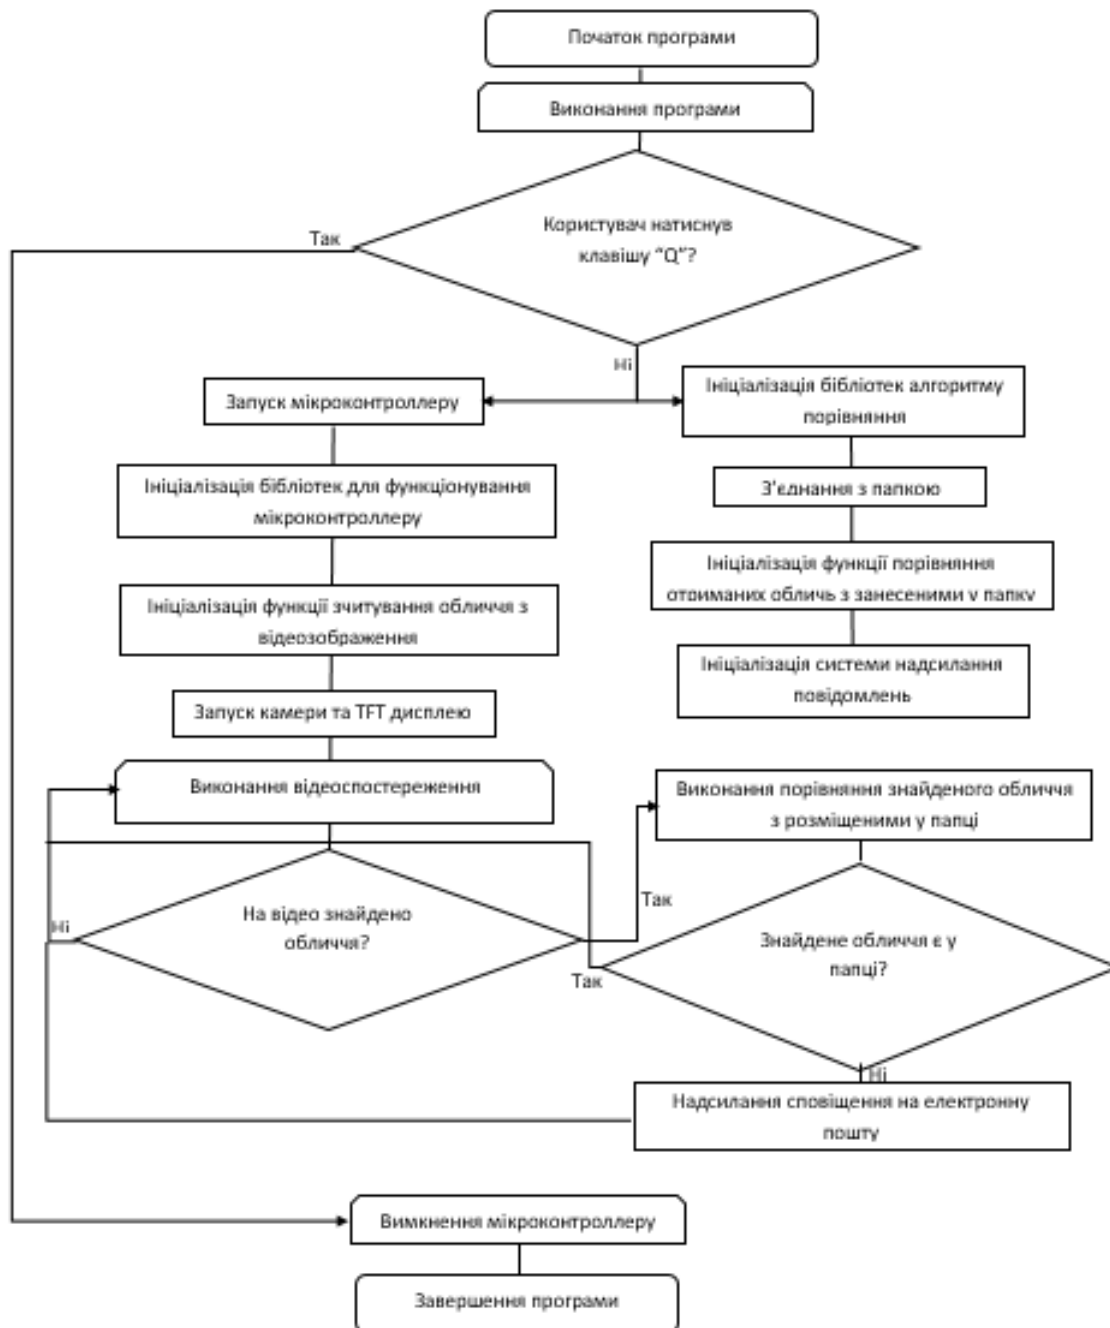 Початок програми
Виконання програми
Користувач натиснув
клавішу "Q"?
Так
Ні
Запуск мікроконтроллеру
Ініціалізація бібліотек алгоритму
порівняння
Ініціалізація бібліотек для функціонування
мікроконтроллеру
З'єднання з папкою
Ініціалізація функції порівняння
отриманих облич з занесеними у папку
Ініціалізація функції зчитування обличчя з
відеозображення
Ініціалізація системи надсилання
повідомлень
Запуск камери та TFT дисплею
Виконання відеоспостереження
Виконання порівняння знайденого обличчя
з розміщеними у папці
На відео знайдено
обличчя?
Ні
Так
Знайдене обличчя є у
папці?
Так
Ні
Надсилання сповіщення на електронну
пошту
Вимкнення мікроконтроллеру
Завершення програми